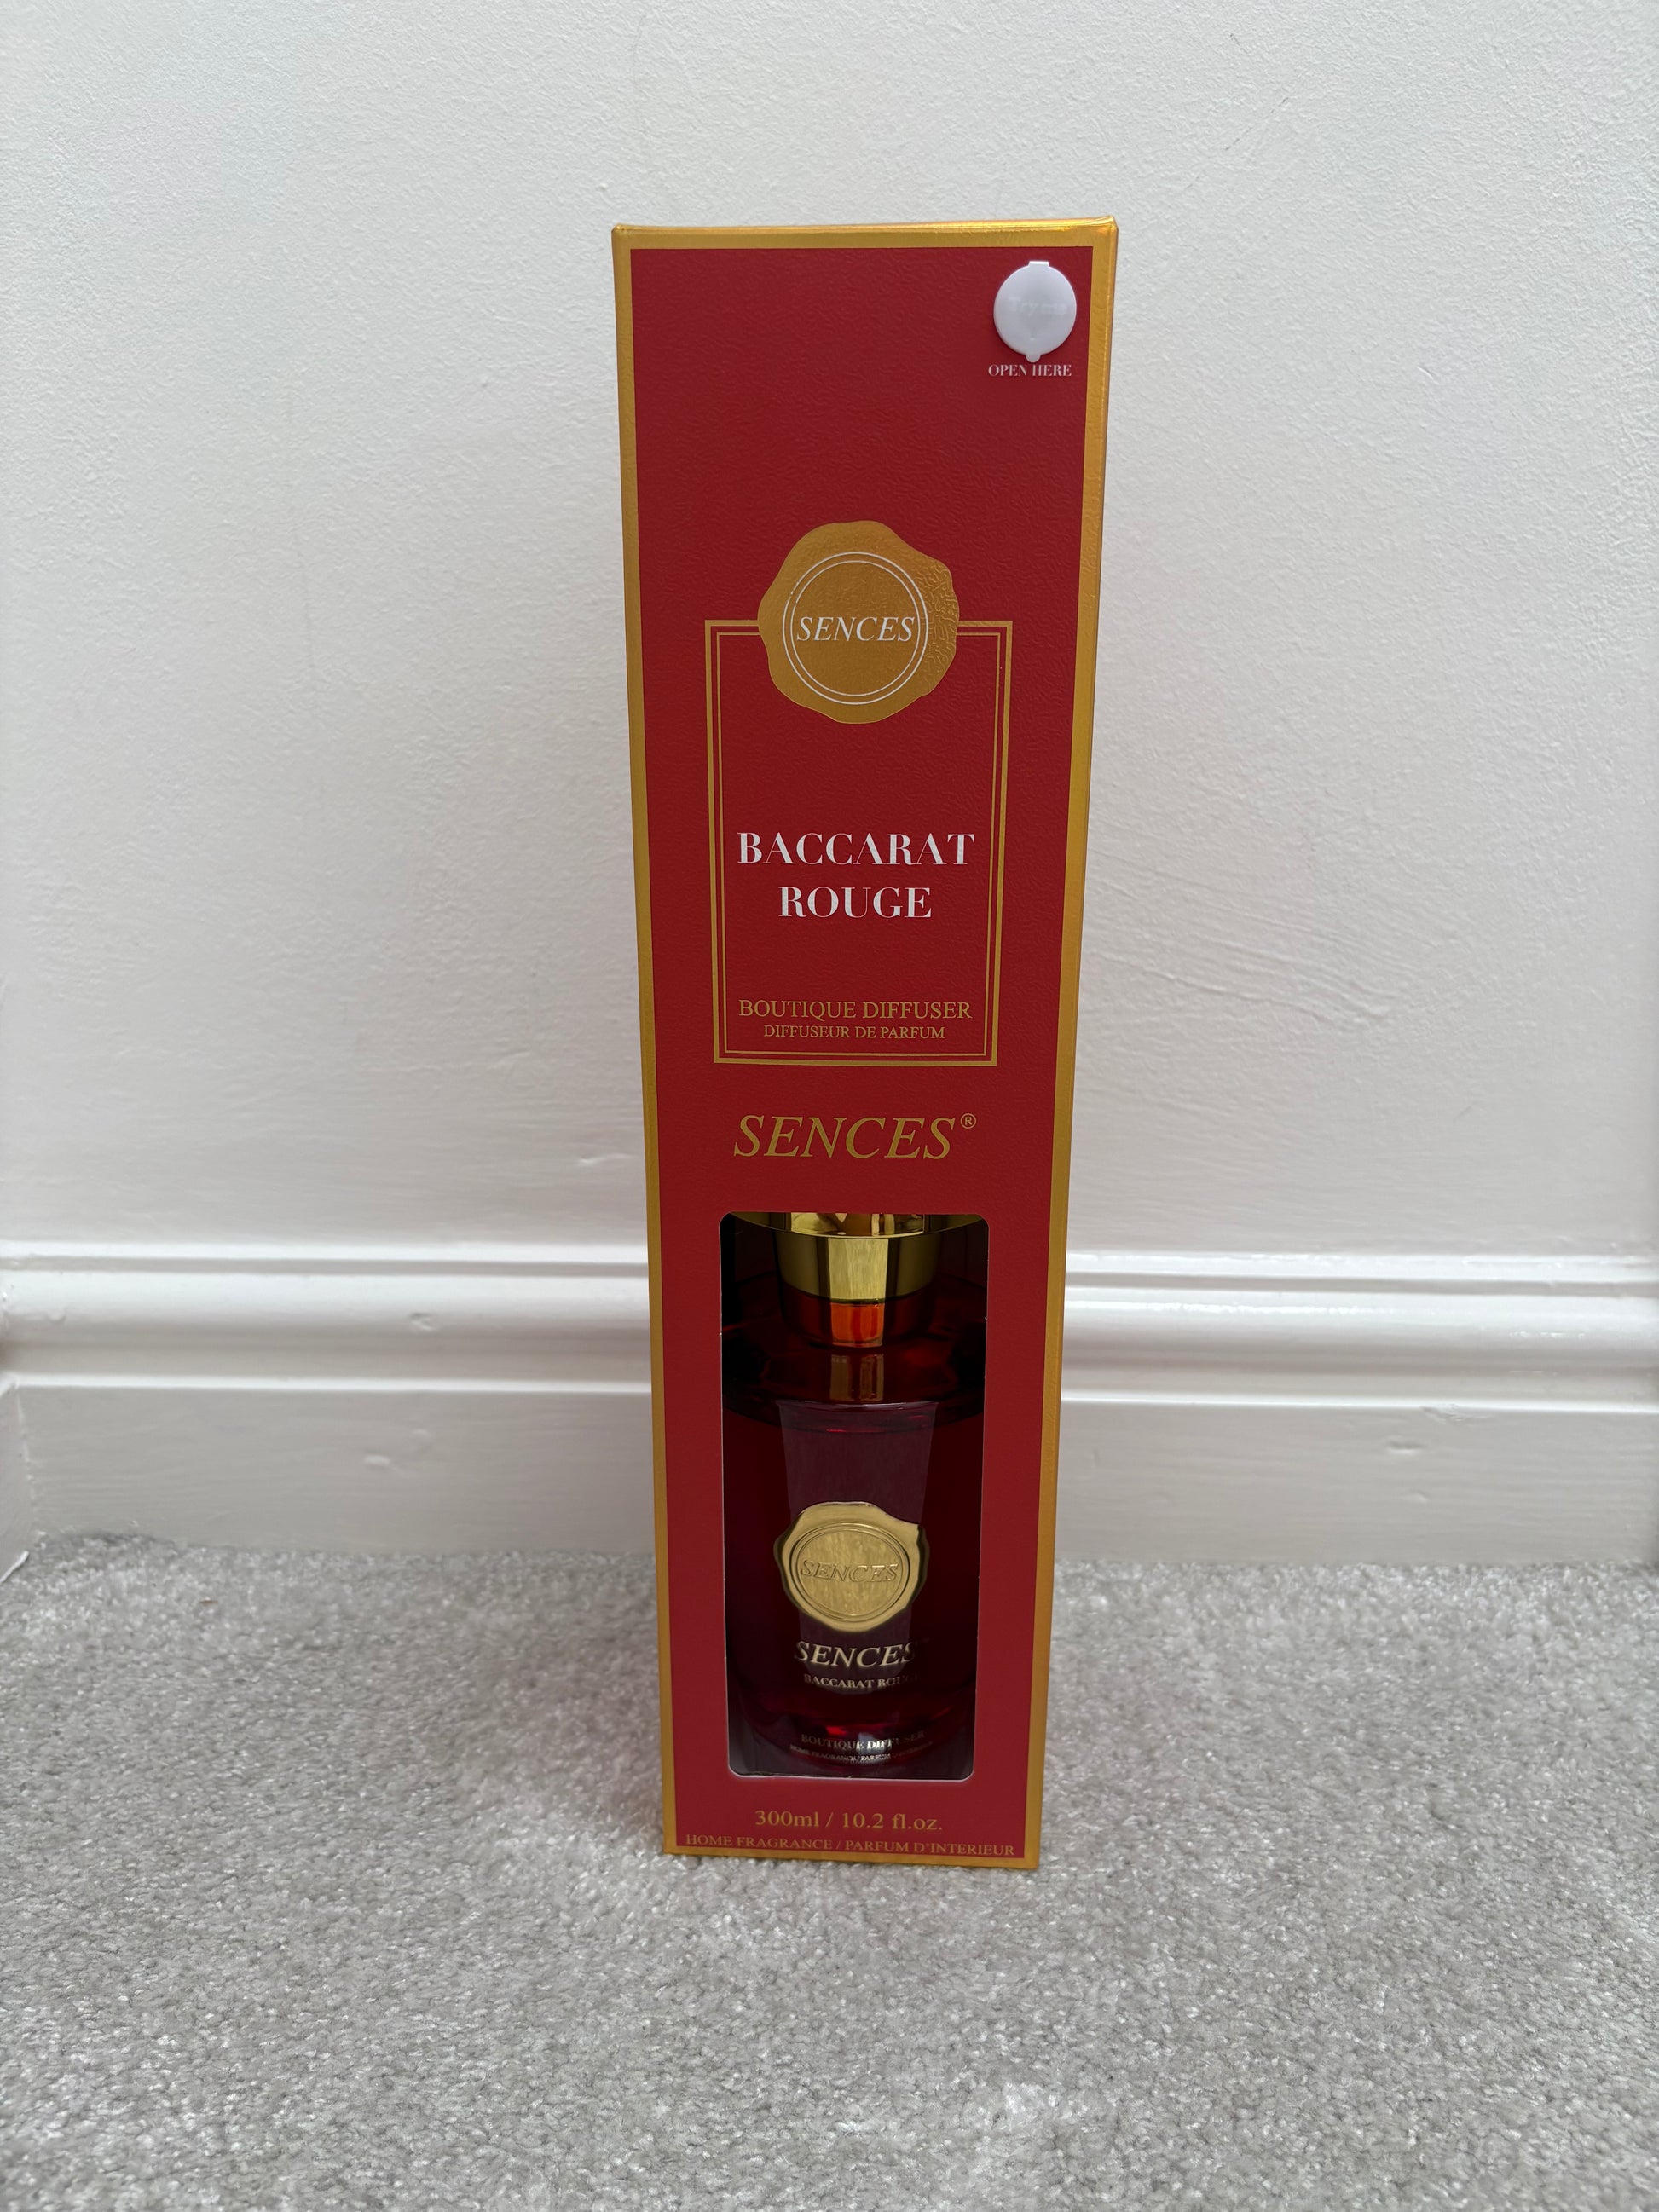 OPEN HERE
SENCES
BACCARAT
ROUGE
BOUTIQUE DIFFUSER
DIFFUSEUR DE PARFUM
SENCES®
SENCES
SENCES
BACCARAT
BOUTIQUE DIFFUSER
300ml / 10.2 fl.oz.
HOME FRAGRANCE / PARFUM D'INTERIEUR